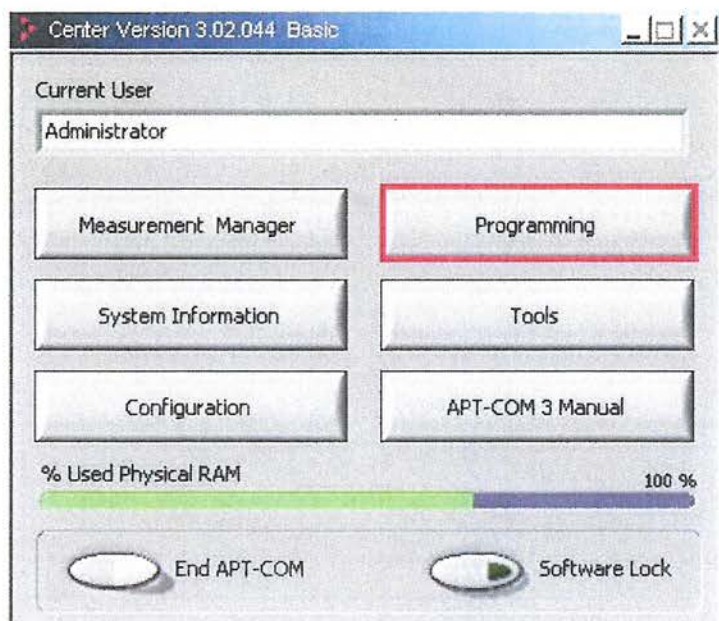 Center Version 3.02.044 Basic
Current User
Administrator
Measurement Manager
Programming
System Information
Tools
Configuration
APT-COM 3 Manual
% Used Physical RAM
100 %
End APT-COM
Software Lock